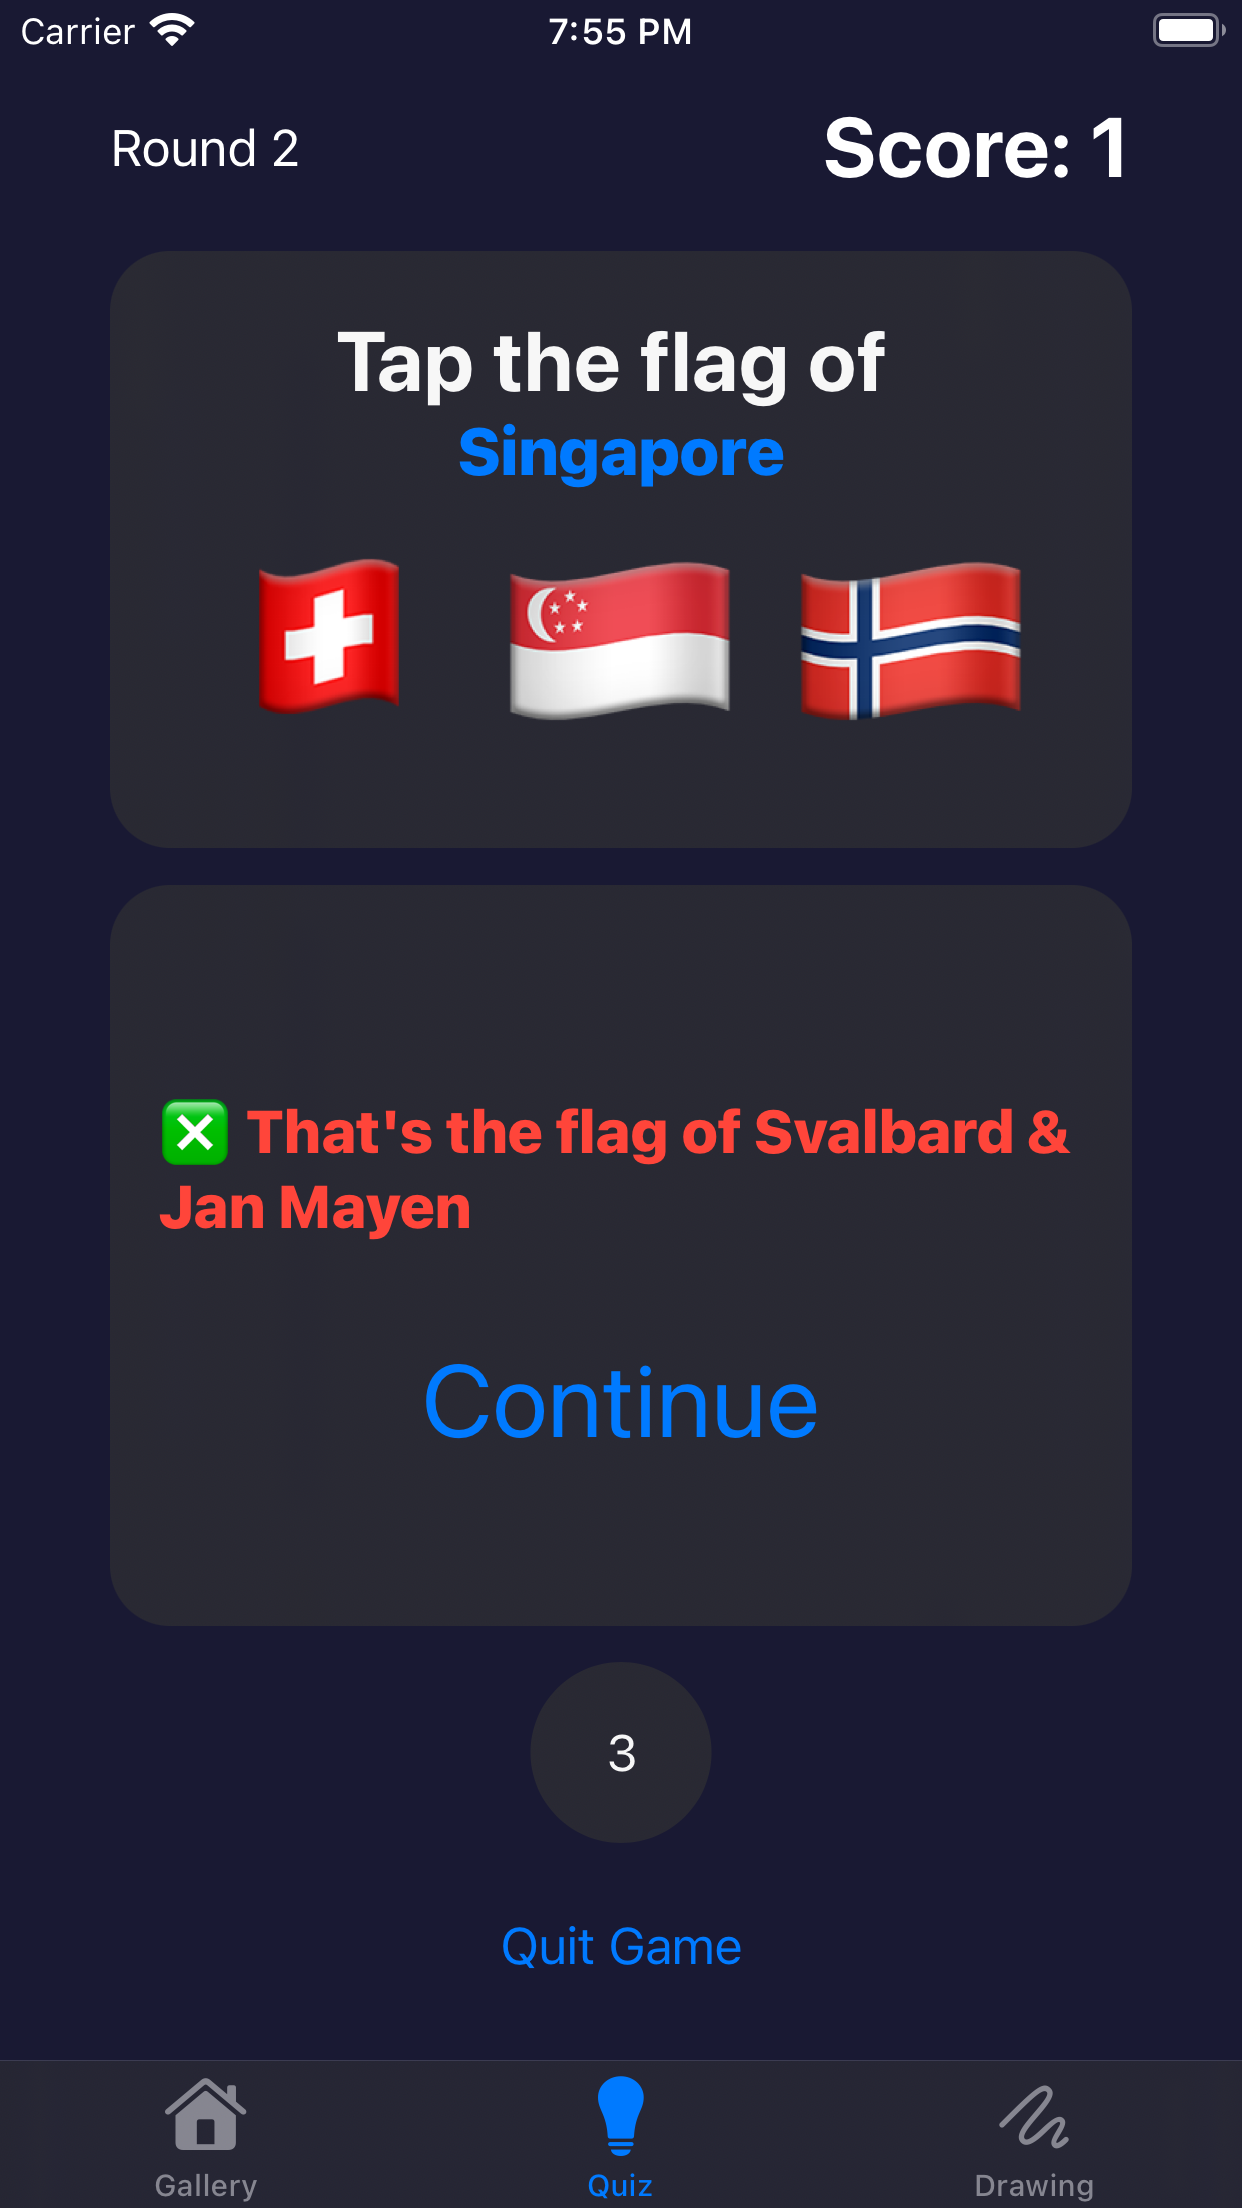 Carrier 7:55 PM
Round 2 Score: 1
Tap the flag of
Singapore
That's the flag of Svalbard &
Jan Mayen
Continue
3
Quit Game
Gallery Quiz Drawing